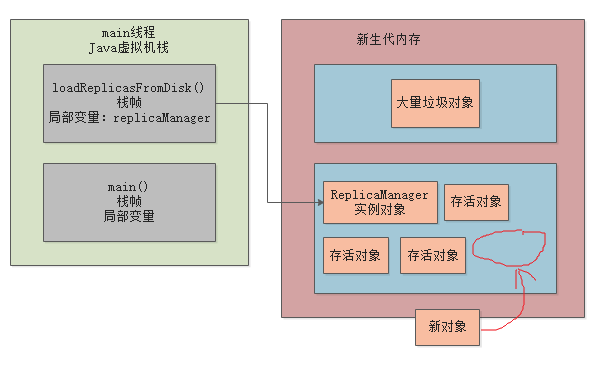 main线程
Java虚拟机栈
loadReplicasFromDisk()
栈帧
局部变量: replicaManager
main()
栈帧
局部变量
新生代内存
大量垃圾对象
ReplicaManager
实例对象
存活对象
存活对象
存活对象
新对象